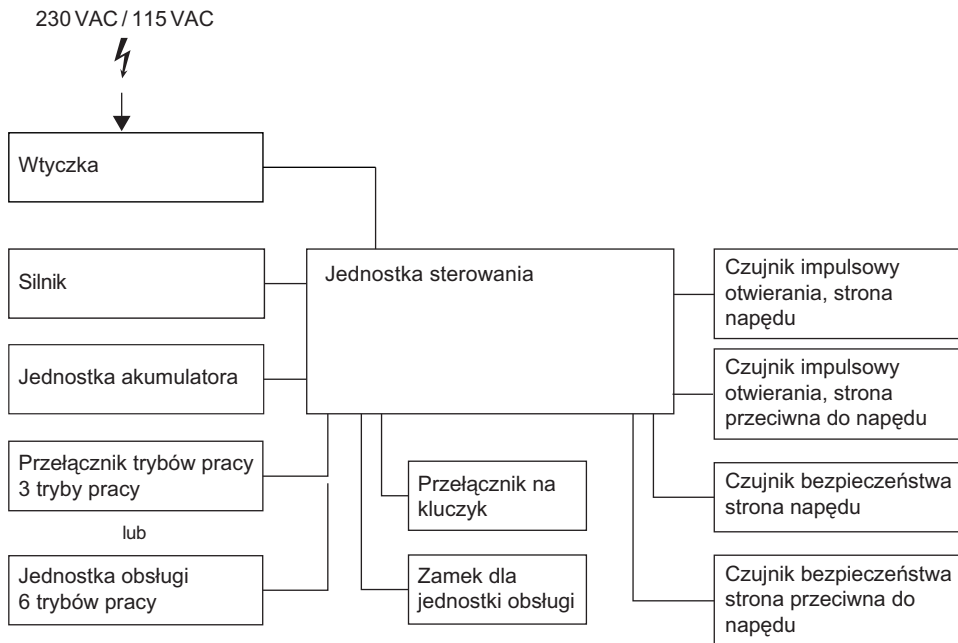 230 VAC / 115 VAC
Wtyczka
Silnik
Jednostka sterowania
Czujnik impulsowy
otwierania, strona
napędu
Jednostka akumulatora
Czujnik impulsowy
otwierania, strona
przeciwna do napędu
Przełącznik trybów pracy
3 tryby pracy
Przełącznik na
kluczyk
Czujnik bezpieczeństwa
strona napędu
lub
Jednostka obsługi
6 trybów pracy
Zamek dla
jednostki obsługi
Czujnik bezpieczeństwa
strona przeciwna do
napędu